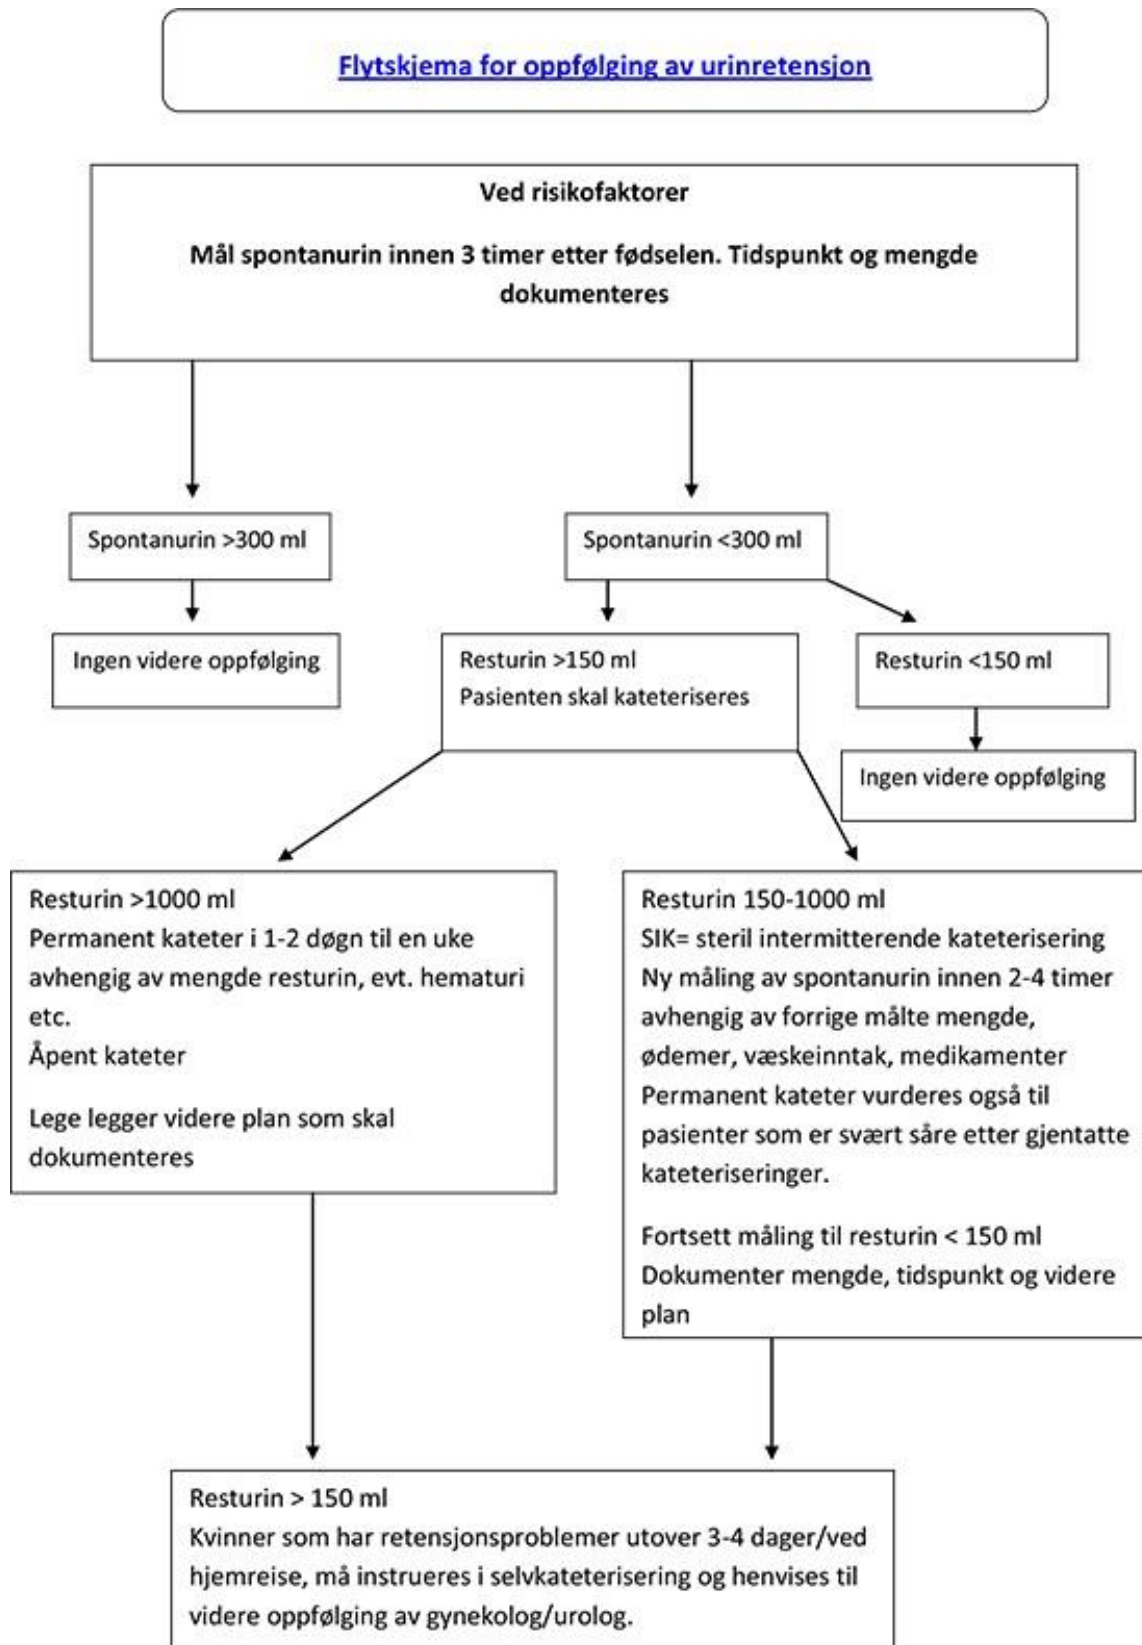 Flytskjema for oppfølging av urinretensjon
Ved risikofaktorer
Mål spontanurin innen 3 timer etter fødselen. Tidspunkt og mengde
dokumenteres
Spontanurin >300 ml
Spontanurin <300 ml
Ingen videre oppfølging
Resturin >150 ml
Pasienten skal kateteriseres
Resturin <150 ml
Ingen videre oppfølging
Resturin >1000 ml
Permanent kateter i 1-2 døgn til en uke
avhengig av mengde resturin, evt. hematuri
etc.
Åpent kateter
Lege legger videre plan som skal
dokumenteres
Resturin 150-1000 ml
SIK= steril intermitterende kateterisering
Ny måling av spontanurin innen 2-4 timer
avhengig av forrige målte mengde,
ødemer, væskeinntak, medikamenter
Permanent kateter vurderes også til
pasienter som er svært såre etter gjentatte
kateteriseringer.
Fortsett måling til resturin < 150 ml
Dokumenter mengde, tidspunkt og videre
plan
Resturin > 150 ml
Kvinner som har retensjonsproblemer utover 3-4 dager/ved
hjemreise, må instrueres i selvkateterisering og henvises til
videre oppfølging av gynekolog/urolog.